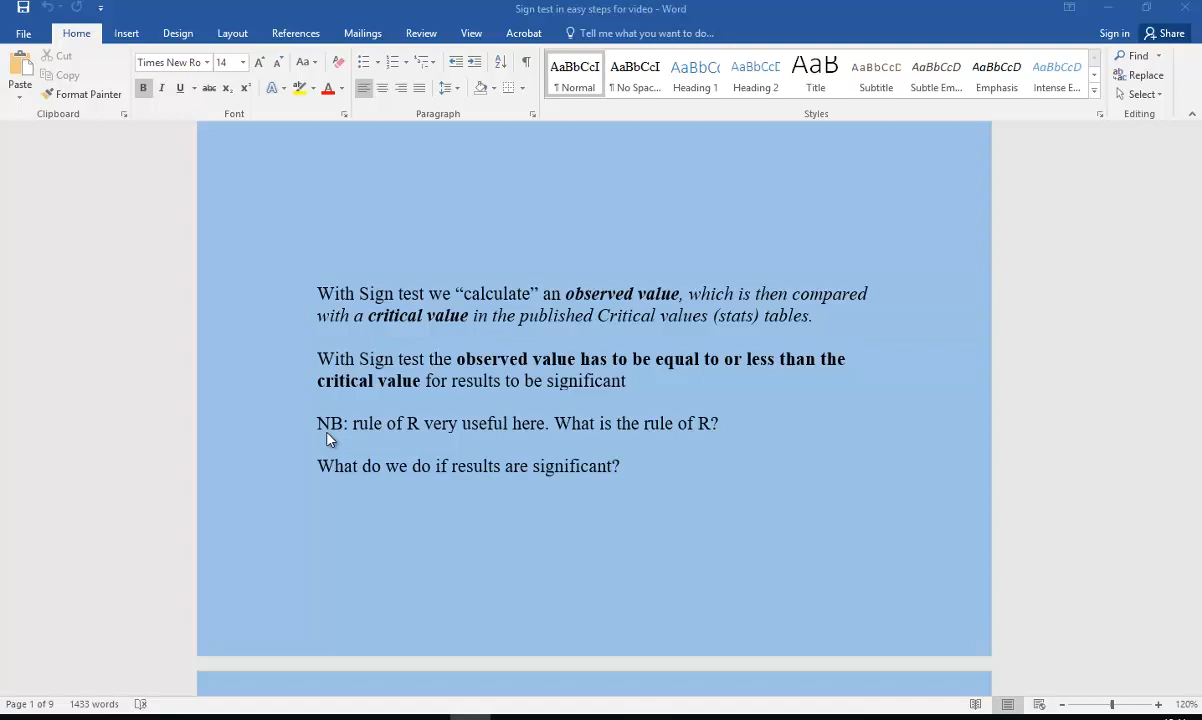 Sign test in easy steps for video - Word
File Home Insert Design Layout References Mailings Review View Acrobat Tell me what you want to do... Sign in Share
Paste Cut Copy Format Painter
Times New Ro 14 Aa
B I U abc x₂ x² A A
AaBbCcI AaBbCcI AaBbCc AaBbCcE AaB AaBbCcD AaBbCcD AaBbCcD AaBbCcD
¶ Normal ¶ No Spac... Heading 1 Heading 2 Title Subtitle Subtle Em... Emphasis Intense E...
Find Replace Select
Clipboard Font Paragraph Styles Editing
With Sign test we “calculate” an observed value, which is then compared
with a critical value in the published Critical values (stats) tables.
With Sign test the observed value has to be equal to or less than the
critical value for results to be significant
NB: rule of R very useful here. What is the rule of R?
What do we do if results are significant?
Page 1 of 9 1433 words 120%